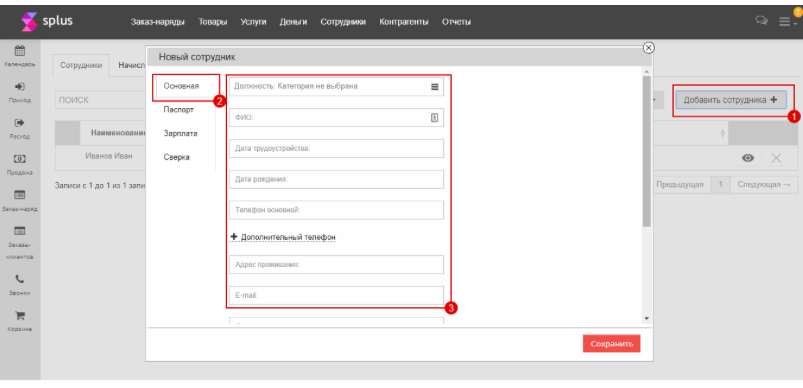 splus Заказ-наряды Товары Услуги Деньги Сотрудники Контрагенты Отчеты
Календарь
Приход
Расход
Продажа
Заказ-наряд
Заказы-клиентов
Звонки
Корзина
Сотрудники Начисл
ПОИСК
Добавить сотрудника +
1
Наименование
Иванов Иван
Записи с 1 до 1 из 1 запи
Предыдущая 1 Следующая →
Новый сотрудник
Основная
2
Паспорт
Зарплата
Сверка
Должность: Категория не выбрана
ФИО:
Дата трудоустройства:
Дата рождения:
Телефон основной:
+ Дополнительный телефон
Адрес проживания:
E-mail:
3
Сохранить